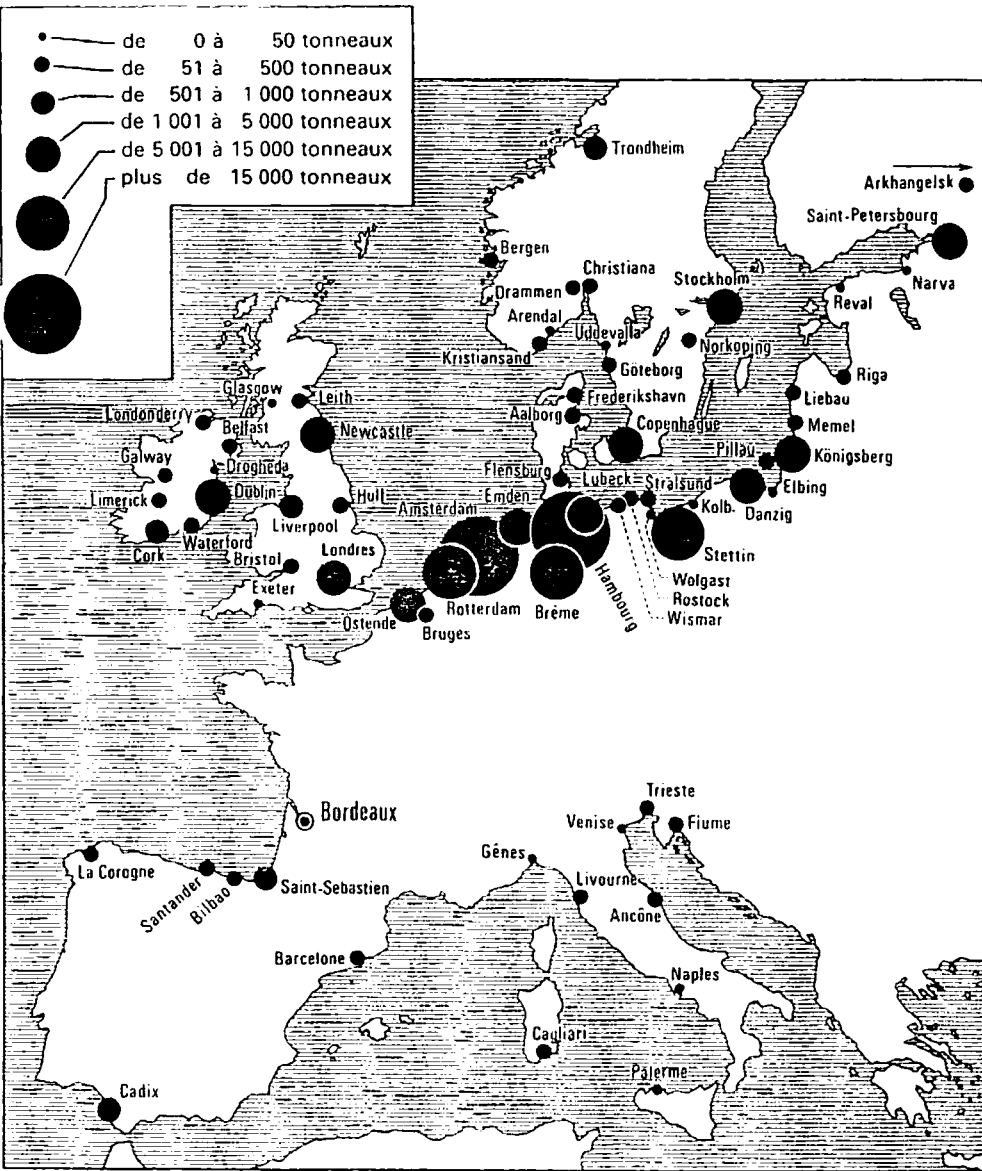 de 0 à 50 tonneaux
de 51 à 500 tonneaux
de 501 à 1 000 tonneaux
de 1 001 à 5 000 tonneaux
de 5 001 à 15 000 tonneaux
plus de 15 000 tonneaux
Trondheim
Arkhangelsk
Saint-Petersbourg
Bergen
Christiana
Stockholm
Narva
Drammen
Reval
Arendal
Uddevalla
Norkoping
Kristiansand
Göteborg
Riga
Glasgow
Leith
Frederikshavn
Liebau
Londonderry
Aalborg
Copenhague
Memel
Belfast
Newcastle
Pillau
Königsberg
Galway
Drogheda
Flensburg
Lubeck
Stralsund
Elbing
Limerick
Dublin
Hull
Emden
Kolb-
Danzig
Amsterdam
Liverpool
Cork
Waterford
Londres
Stettin
Bristol
Wolgast
Exeter
Hambourg
Rostock
Rotterdam
Brême
Wismar
Ostende
Bruges
Bordeaux
Trieste
Venise
Fiume
Gênes
La Corogne
Santander
Bilbao
Saint-Sebastien
Livourne
Ancône
Barcelone
Naples
Cagliari
Palerme
Cadix